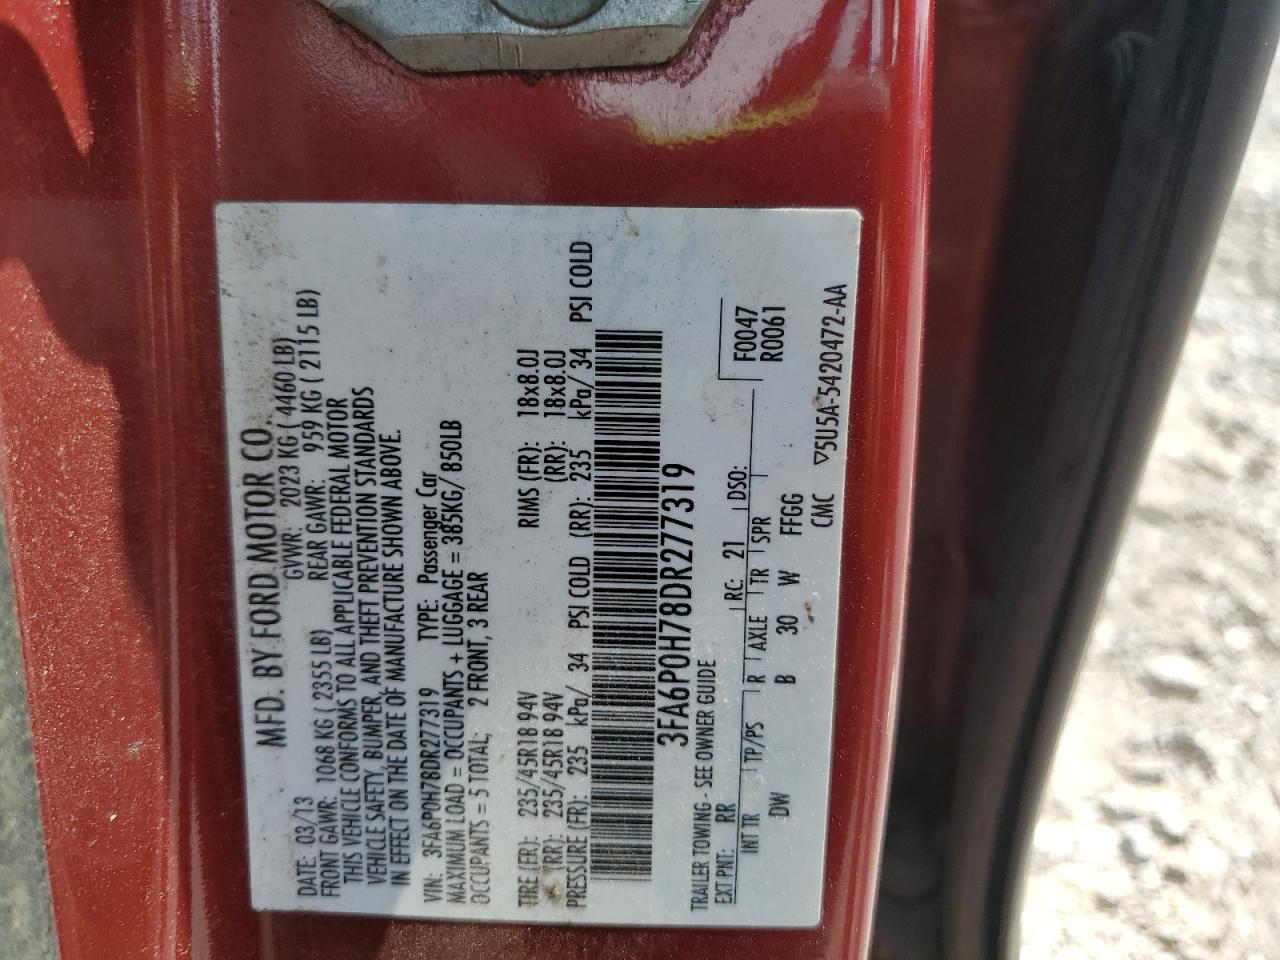 MFD. BY FORD MOTOR CO.
DATE: 03/13 GVWR: 2023 KG ( 4460 LB)
FRONT GAWR: 1068 KG ( 2355 LB) REAR GAWR: 959 KG ( 2115 LB)
THIS VEHICLE CONFORMS TO ALL APPLICABLE FEDERAL MOTOR
VEHICLE SAFETY, BUMPER, AND THEFT PREVENTION STANDARDS
IN EFFECT ON THE DATE OF MANUFACTURE SHOWN ABOVE.
VIN: 3FA6P0H78DR277319 TYPE: Passenger Car
MAXIMUM LOAD = OCCUPANTS + LUGGAGE = 385KG/ 850LB
OCCUPANTS = 5 TOTAL, 2 FRONT, 3 REAR
TIRE (FR): 235/45R18 94V RIMS (FR): 18x8.0J
(RR): 235/45R18 94V (RR): 18x8.0J
PRESSURE (FR): 235 kPa/ 34 PSI COLD (RR): 235 kPa/ 34 PSI COLD
3FA6P0H78DR277319
TRAILER TOWING - SEE OWNER GUIDE
F0047
EXT PNT: RR RC: 21 DSO: R0061
INT TR TP/PS R AXLE TR SPR
DW B 30 W FFGG
CMC ▽5U5A-5420472-AA